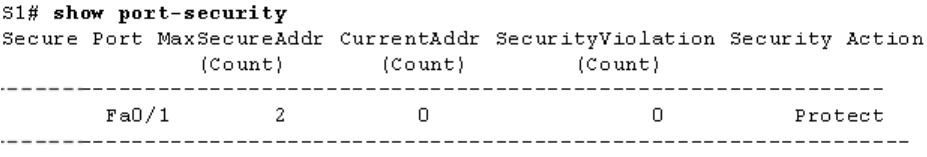 S1# show port-security
Secure Port MaxSecureAddr CurrentAddr SecurityViolation Security Action
(Count) (Count) (Count)
---------------------------------------------------------------------------
Fa0/1 2 0 0 Protect
---------------------------------------------------------------------------